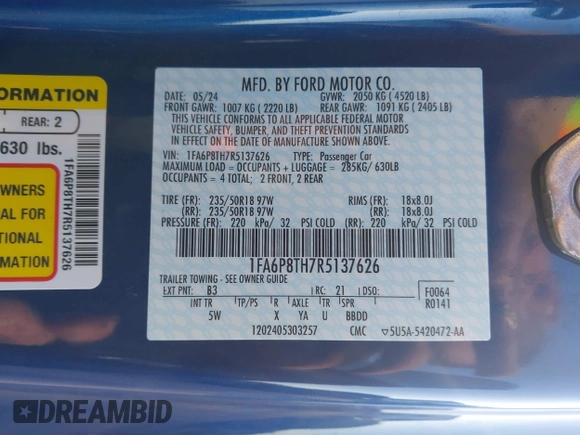 ORMATION
REAR: 2
630 lbs.
WNERS
AL FOR
TIONAL
MATION
1FA6P8TH7R5137626
MFD. BY FORD MOTOR CO.
DATE: 05/24 GVWR: 2050 KG ( 4520 LB)
FRONT GAWR: 1007 KG ( 2220 LB) REAR GAWR: 1091 KG ( 2405 LB)
THIS VEHICLE CONFORMS TO ALL APPLICABLE FEDERAL MOTOR
VEHICLE SAFETY, BUMPER, AND THEFT PREVENTION STANDARDS
IN EFFECT ON THE DATE OF MANUFACTURE SHOWN ABOVE.
VIN: 1FA6P8TH7R5137626 TYPE: Passenger Car
MAXIMUM LOAD = OCCUPANTS + LUGGAGE = 285KG/ 630LB
OCCUPANTS = 4 TOTAL: 2 FRONT, 2 REAR
TIRE (FR): 235/50R18 97W RIMS (FR): 18x8.0J
(RR): 235/50R18 97W (RR): 18x8.0J
PRESSURE (FR): 220 kPa/ 32 PSI COLD (RR): 220 kPa/ 32 PSI COLD
1FA6P8TH7R5137626
TRAILER TOWING - SEE OWNER GUIDE
EXT PNT: B3 RC: 21 DSO: F0064
INT TR TP/PS R AXLE TR SPR R0141
5W X U BBDD
1202405303257 CMC ▽5U5A-5420472-AA
DREAMBID